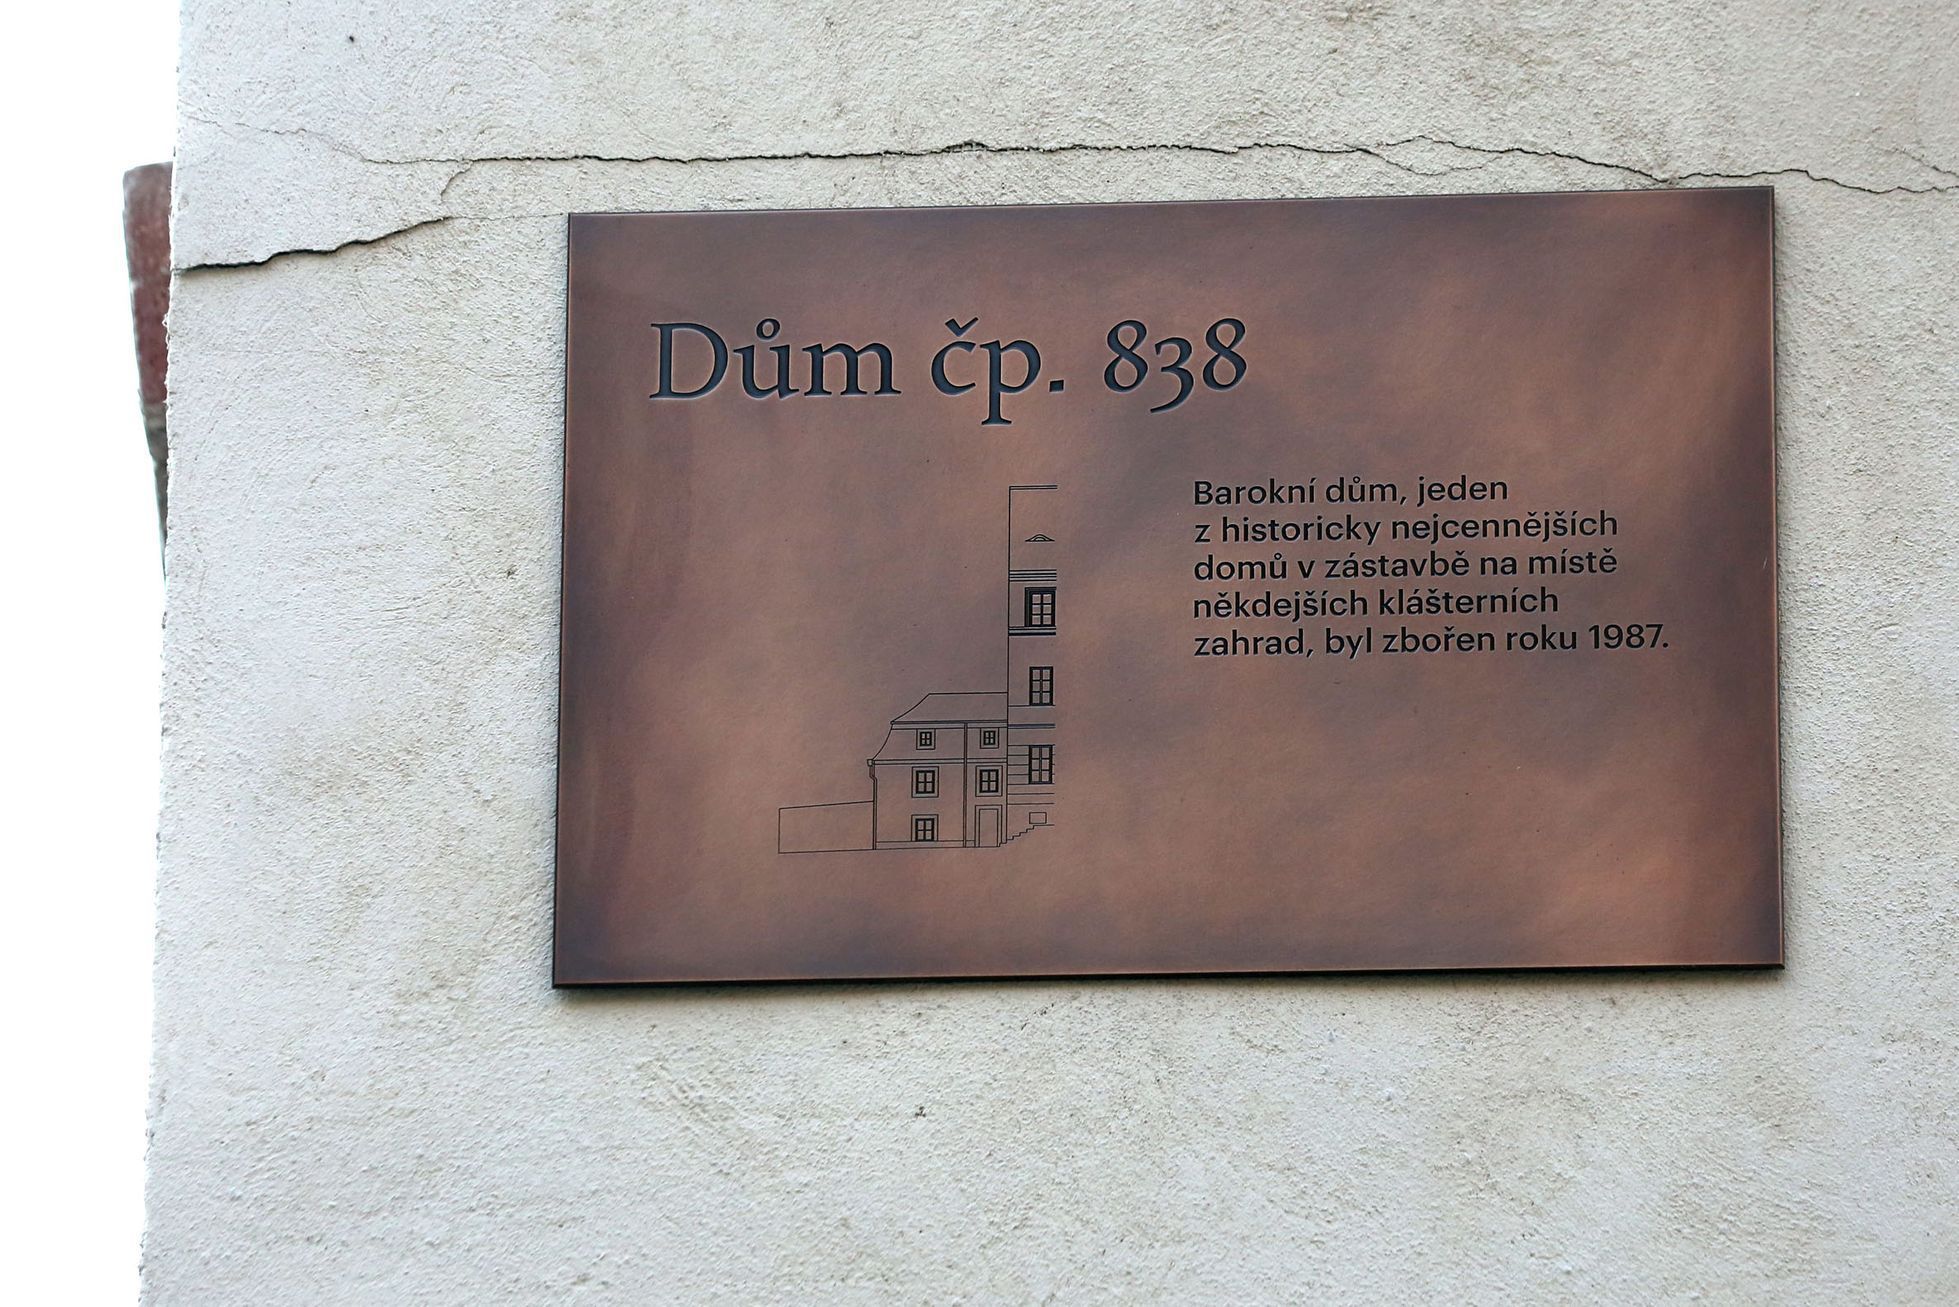 Dům čp. 838
Barokní dům, jeden
z historicky nejcennějších
domů v zástavbě na místě
někdejších klášterních
zahrad, byl zbořen roku 1987.